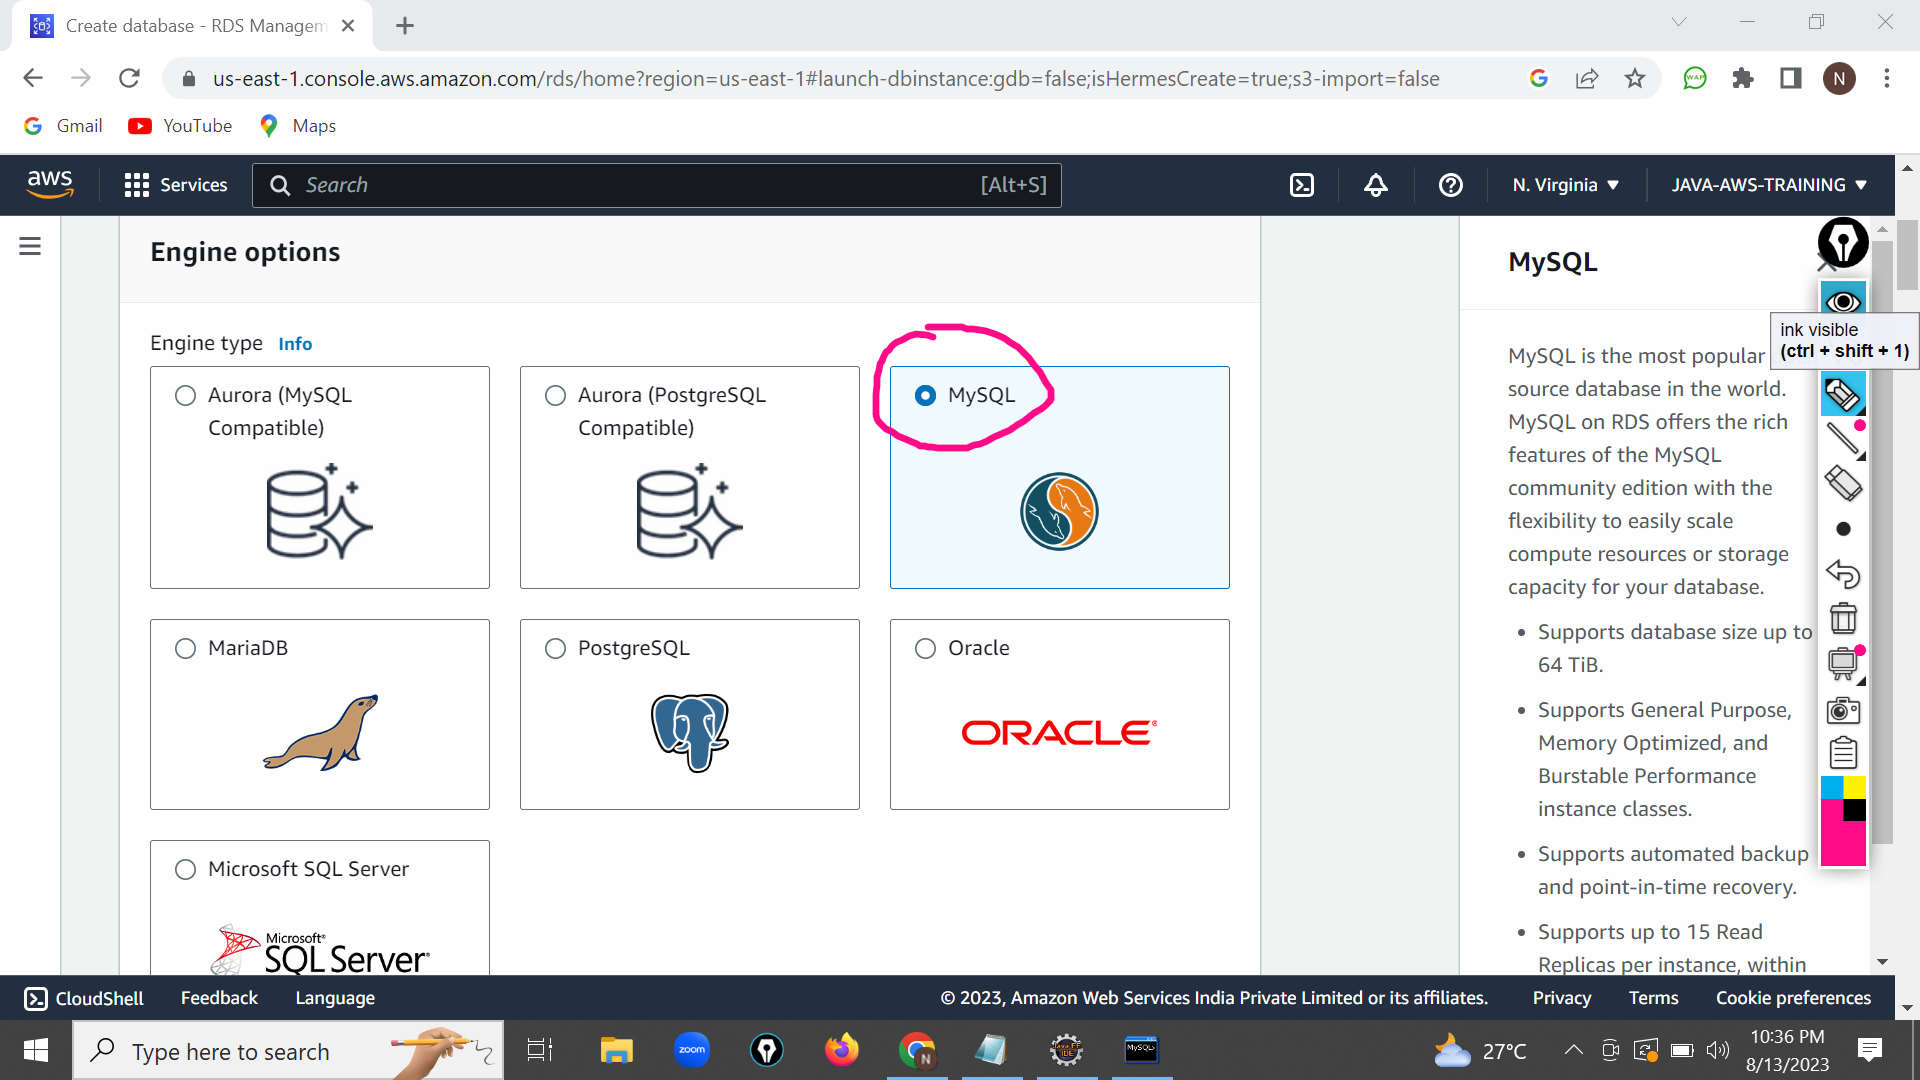 Create database - RDS Managem
us-east-1.console.aws.amazon.com/rds/home?region=us-east-1#launch-dbinstance:gdb=false;isHermesCreate=true;s3-import=false
WAP
N
Gmail
YouTube
Maps
aws
Services
Search
[Alt+S]
N. Virginia
JAVA-AWS-TRAINING
Engine options
Engine type Info
Aurora (MySQL
Compatible)
Aurora (PostgreSQL
Compatible)
MySQL
MariaDB
PostgreSQL
Oracle
ORACLE®
Microsoft SQL Server
Microsoft®
SQL Server®
MySQL
ink visible
(ctrl + shift + 1)
MySQL is the most popular
source database in the world.
MySQL on RDS offers the rich
features of the MySQL
community edition with the
flexibility to easily scale
compute resources or storage
capacity for your database.
• Supports database size up to
64 TiB.
• Supports General Purpose,
Memory Optimized, and
Burstable Performance
instance classes.
• Supports automated backup
and point-in-time recovery.
• Supports up to 15 Read
Replicas per instance, within
CloudShell
Feedback
Language
© 2023, Amazon Web Services India Private Limited or its affiliates.
Privacy
Terms
Cookie preferences
Type here to search
zoom
N
Java EE
IDE
MySQL>
27°C
10:36 PM
8/13/2023